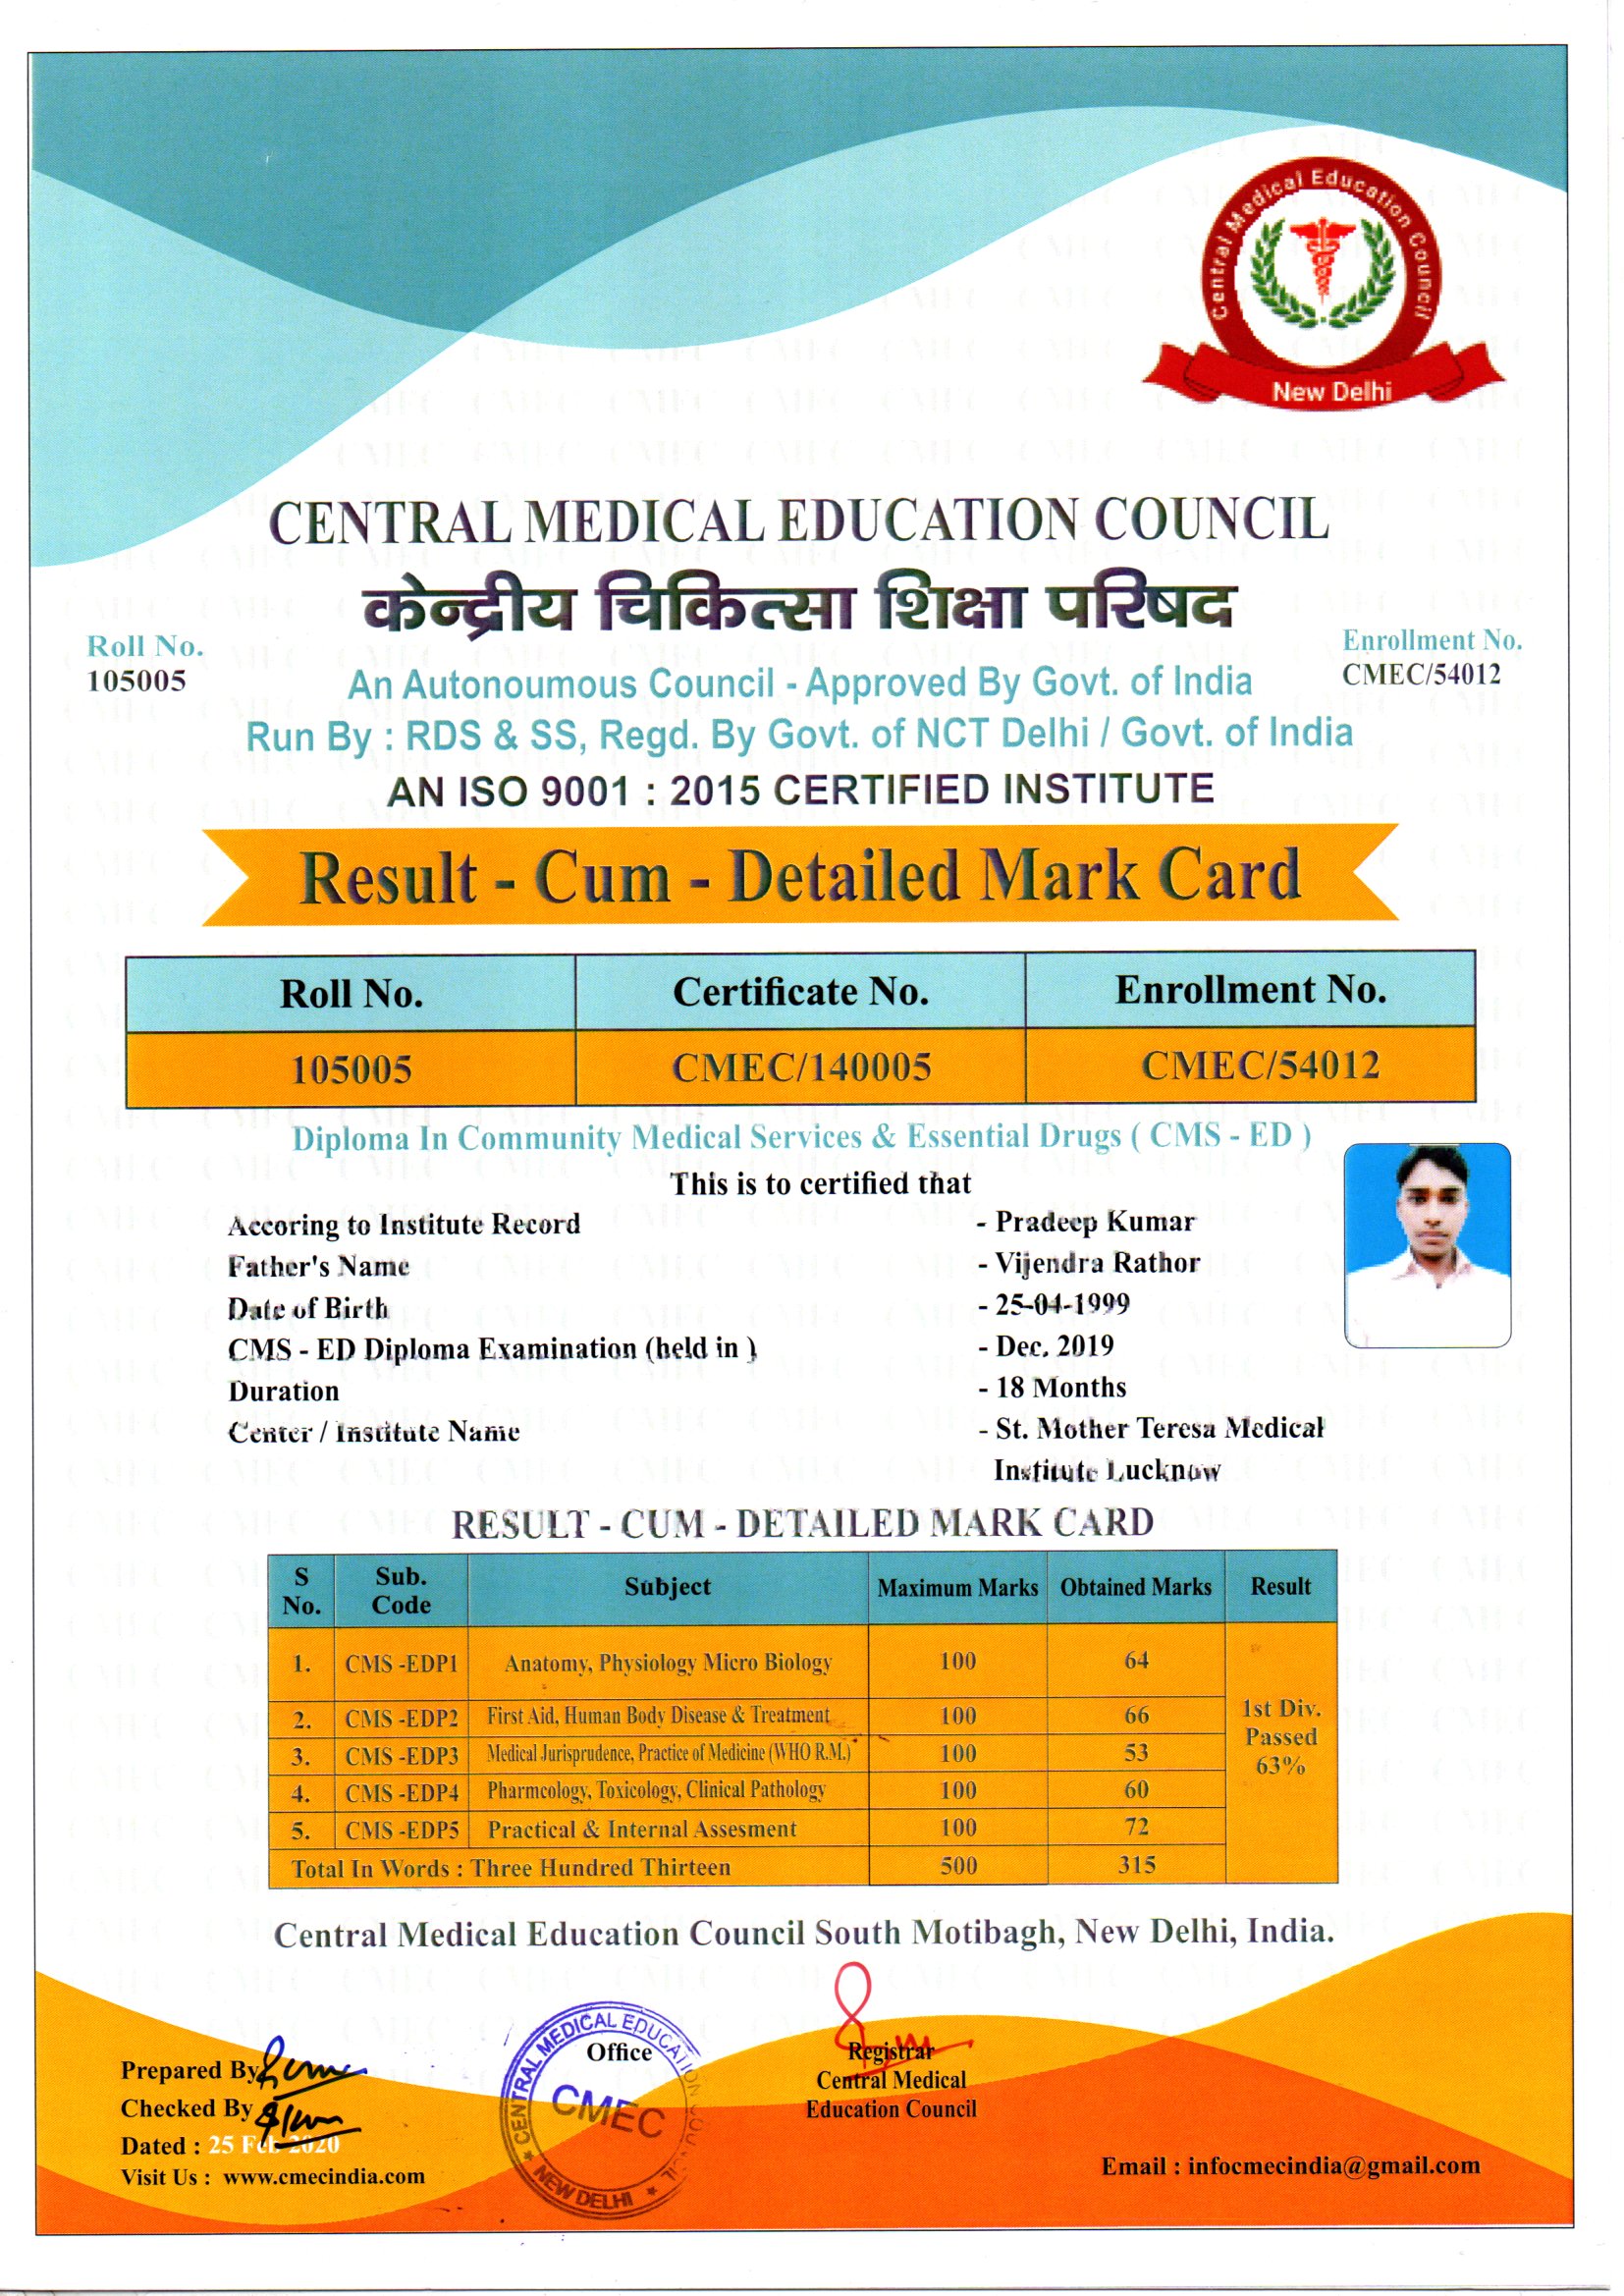 Central Medical Education Council
New Delhi
CENTRAL MEDICAL EDUCATION COUNCIL
केन्द्रीय चिकित्सा शिक्षा परिषद
Roll No.
105005
Enrollment No.
CMEC/54012
An Autonoumous Council - Approved By Govt. of India
Run By : RDS & SS, Regd. By Govt. of NCT Delhi / Govt. of India
AN ISO 9001 : 2015 CERTIFIED INSTITUTE
Result - Cum - Detailed Mark Card
Roll No. Certificate No. Enrollment No.
105005 CMEC/140005 CMEC/54012
Diploma In Community Medical Services & Essential Drugs ( CMS - ED )
This is to certified that
Accoring to Institute Record - Pradeep Kumar
Father's Name - Vijendra Rathor
Date of Birth - 25-04-1999
CMS - ED Diploma Examination (held in ) - Dec. 2019
Duration - 18 Months
Center / Institute Name - St. Mother Teresa Medical
Institute Lucknow
RESULT - CUM - DETAILED MARK CARD
S No. Sub. Code Subject Maximum Marks Obtained Marks Result
1. CMS -EDP1 Anatomy, Physiology Micro Biology 100 64
2. CMS -EDP2 First Aid, Human Body Disease & Treatment 100 66
3. CMS -EDP3 Medical Jurisprudence, Practice of Medicine (WHO R.M.) 100 53
4. CMS -EDP4 Pharmcology, Toxicology, Clinical Pathology 100 60
5. CMS -EDP5 Practical & Internal Assesment 100 72
1st Div.
Passed
63%
Total In Words : Three Hundred Thirteen 500 315
Central Medical Education Council South Motibagh, New Delhi, India.
Prepared By
Checked By
Dated : 25 Feb 2020
Visit Us : www.cmecindia.com
CENTRAL MEDICAL EDUCATION COUNCIL
Office
CMEC
NEW DELHI
Registrar
Central Medical
Education Council
Email : infocmecindia@gmail.com